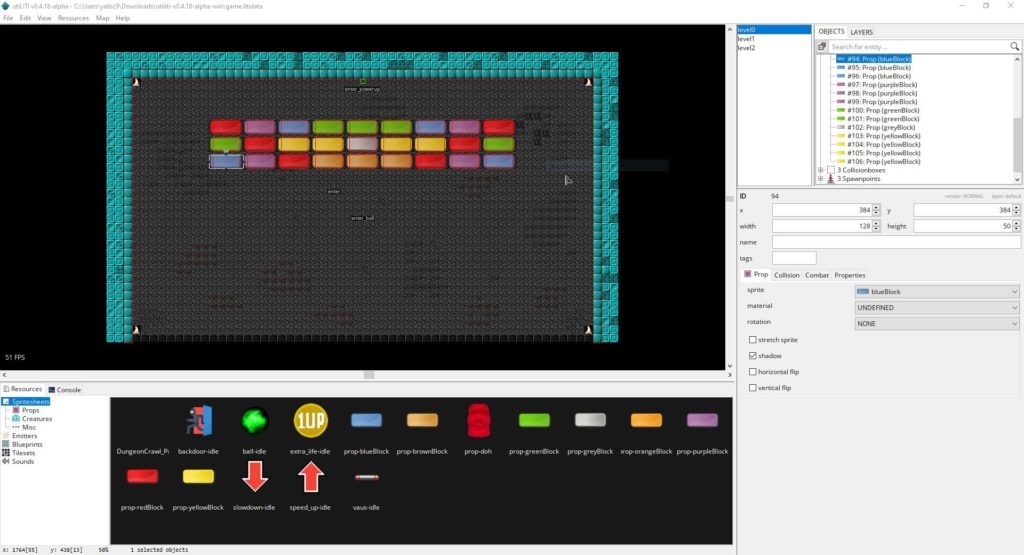 utiLITI v0.4.18-alpha - C:\Users\yafsc9\Downloads\utiliti-v0.4.18-alpha-win\game.litidata
File Edit View Resources Map Help
level0
level1
level2
OBJECTS LAYERS
Search for entity ...
#94: Prop (blueBlock)
#95: Prop (blueBlock)
#96: Prop (blueBlock)
#97: Prop (purpleBlock)
#98: Prop (purpleBlock)
#99: Prop (purpleBlock)
#100: Prop (greenBlock)
#101: Prop (greenBlock)
#102: Prop (greyBlock)
#103: Prop (yellowBlock)
#104: Prop (yellowBlock)
#105: Prop (yellowBlock)
#106: Prop (yellowBlock)
3 Collisionboxes
3 Spawnpoints
enter_powerup
94
enter
enter_ball
51 FPS
ID 94 render:NORMAL layer:default
x 384 y 384
width 128 height 50
name
tags
Prop Collision Combat Properties
sprite blueBlock
material UNDEFINED
rotation NONE
stretch sprite
shadow
horizontal flip
vertical flip
Resources Console
Spritesheets
Props
Creatures
Misc
Emitters
Blueprints
Tilesets
Sounds
backdoor-idle ball-idle extra_life-idle prop-blueBlock prop-brownBlock prop-doh prop-greenBlock prop-greyBlock prop-orangeBlock prop-purpleBlock
prop-redBlock prop-yellowBlock slowdown-idle speed_up-idle vaus-idle
x: 1764[55] y: 438[13] 50% 1 selected objects